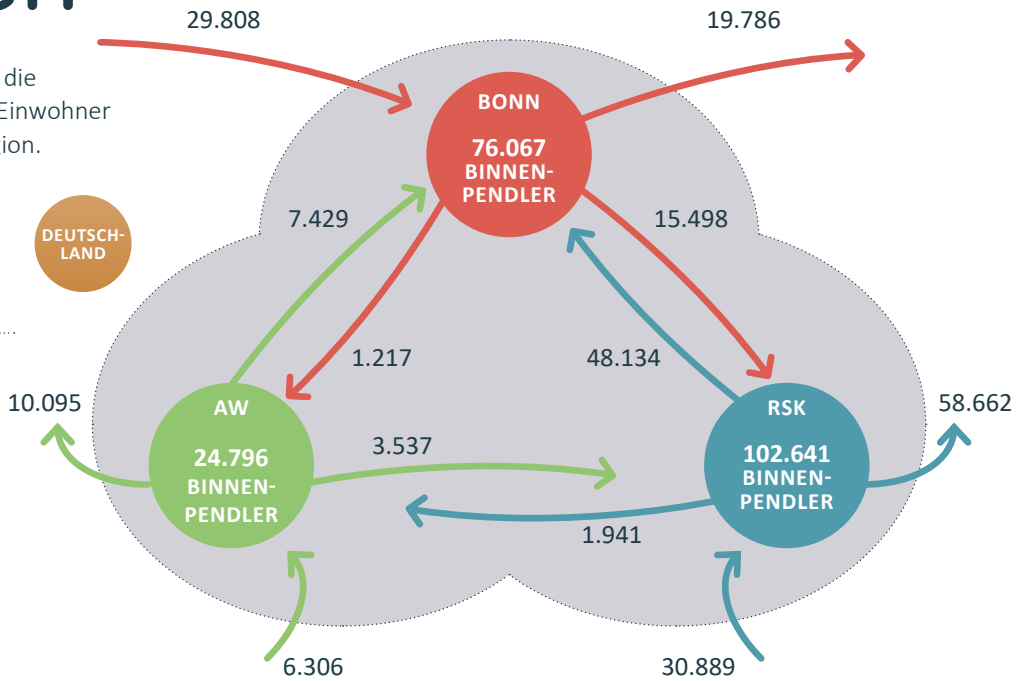 29.808
19.786
die
Einwohner
gion.
BONN
76.067
BINNEN-
PENDLER
DEUTSCH-
LAND
7.429
15.498
1.217
48.134
10.095
AW
24.796
BINNEN-
PENDLER
3.537
RSK
102.641
BINNEN-
PENDLER
58.662
1.941
6.306
30.889